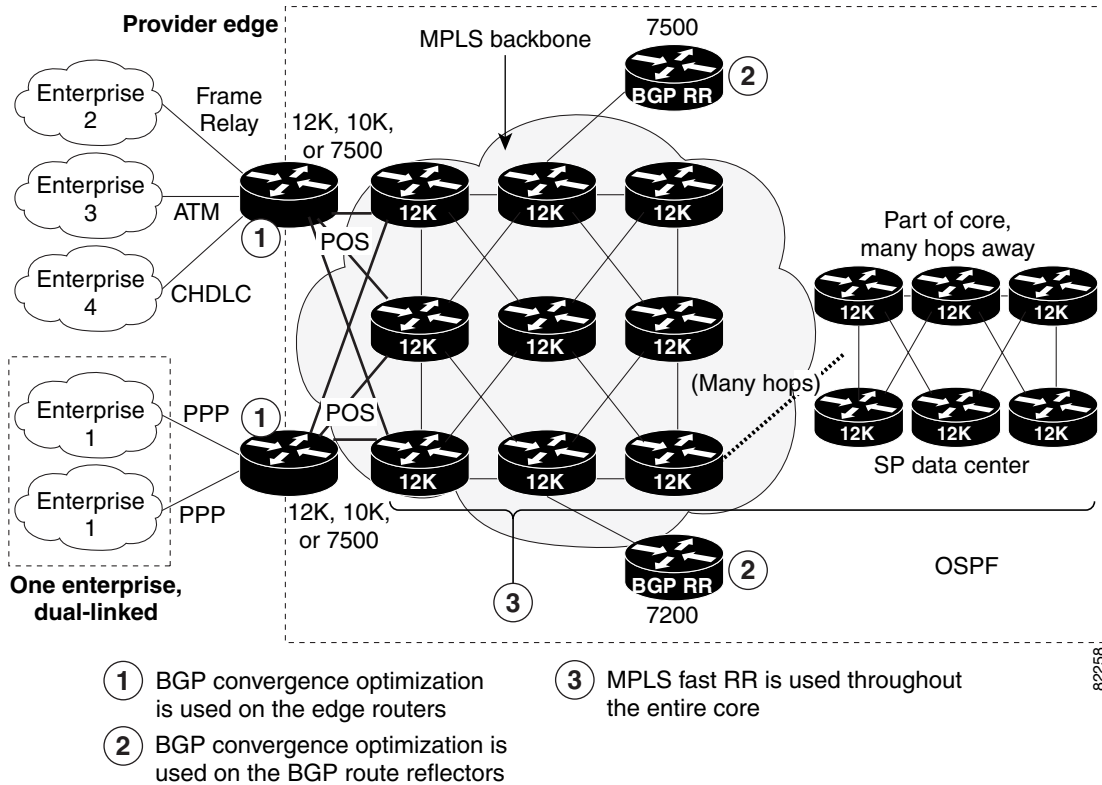 Provider edge
MPLS backbone
7500
BGP RR
2
Enterprise
2
Frame
Relay
12K, 10K,
or 7500
Enterprise
3
ATM
1
Enterprise
4
CHDLC
POS
12K
12K
12K
12K
12K
12K
Part of core,
many hops away
12K
12K
12K
(Many hops)
Enterprise
1
PPP
1
POS
Enterprise
1
PPP
12K, 10K,
or 7500
12K
12K
12K
12K
12K
12K
SP data center
One enterprise,
dual-linked
3
BGP RR
2
7200
OSPF
82258
1 BGP convergence optimization
is used on the edge routers
2 BGP convergence optimization is
used on the BGP route reflectors
3 MPLS fast RR is used throughout
the entire core